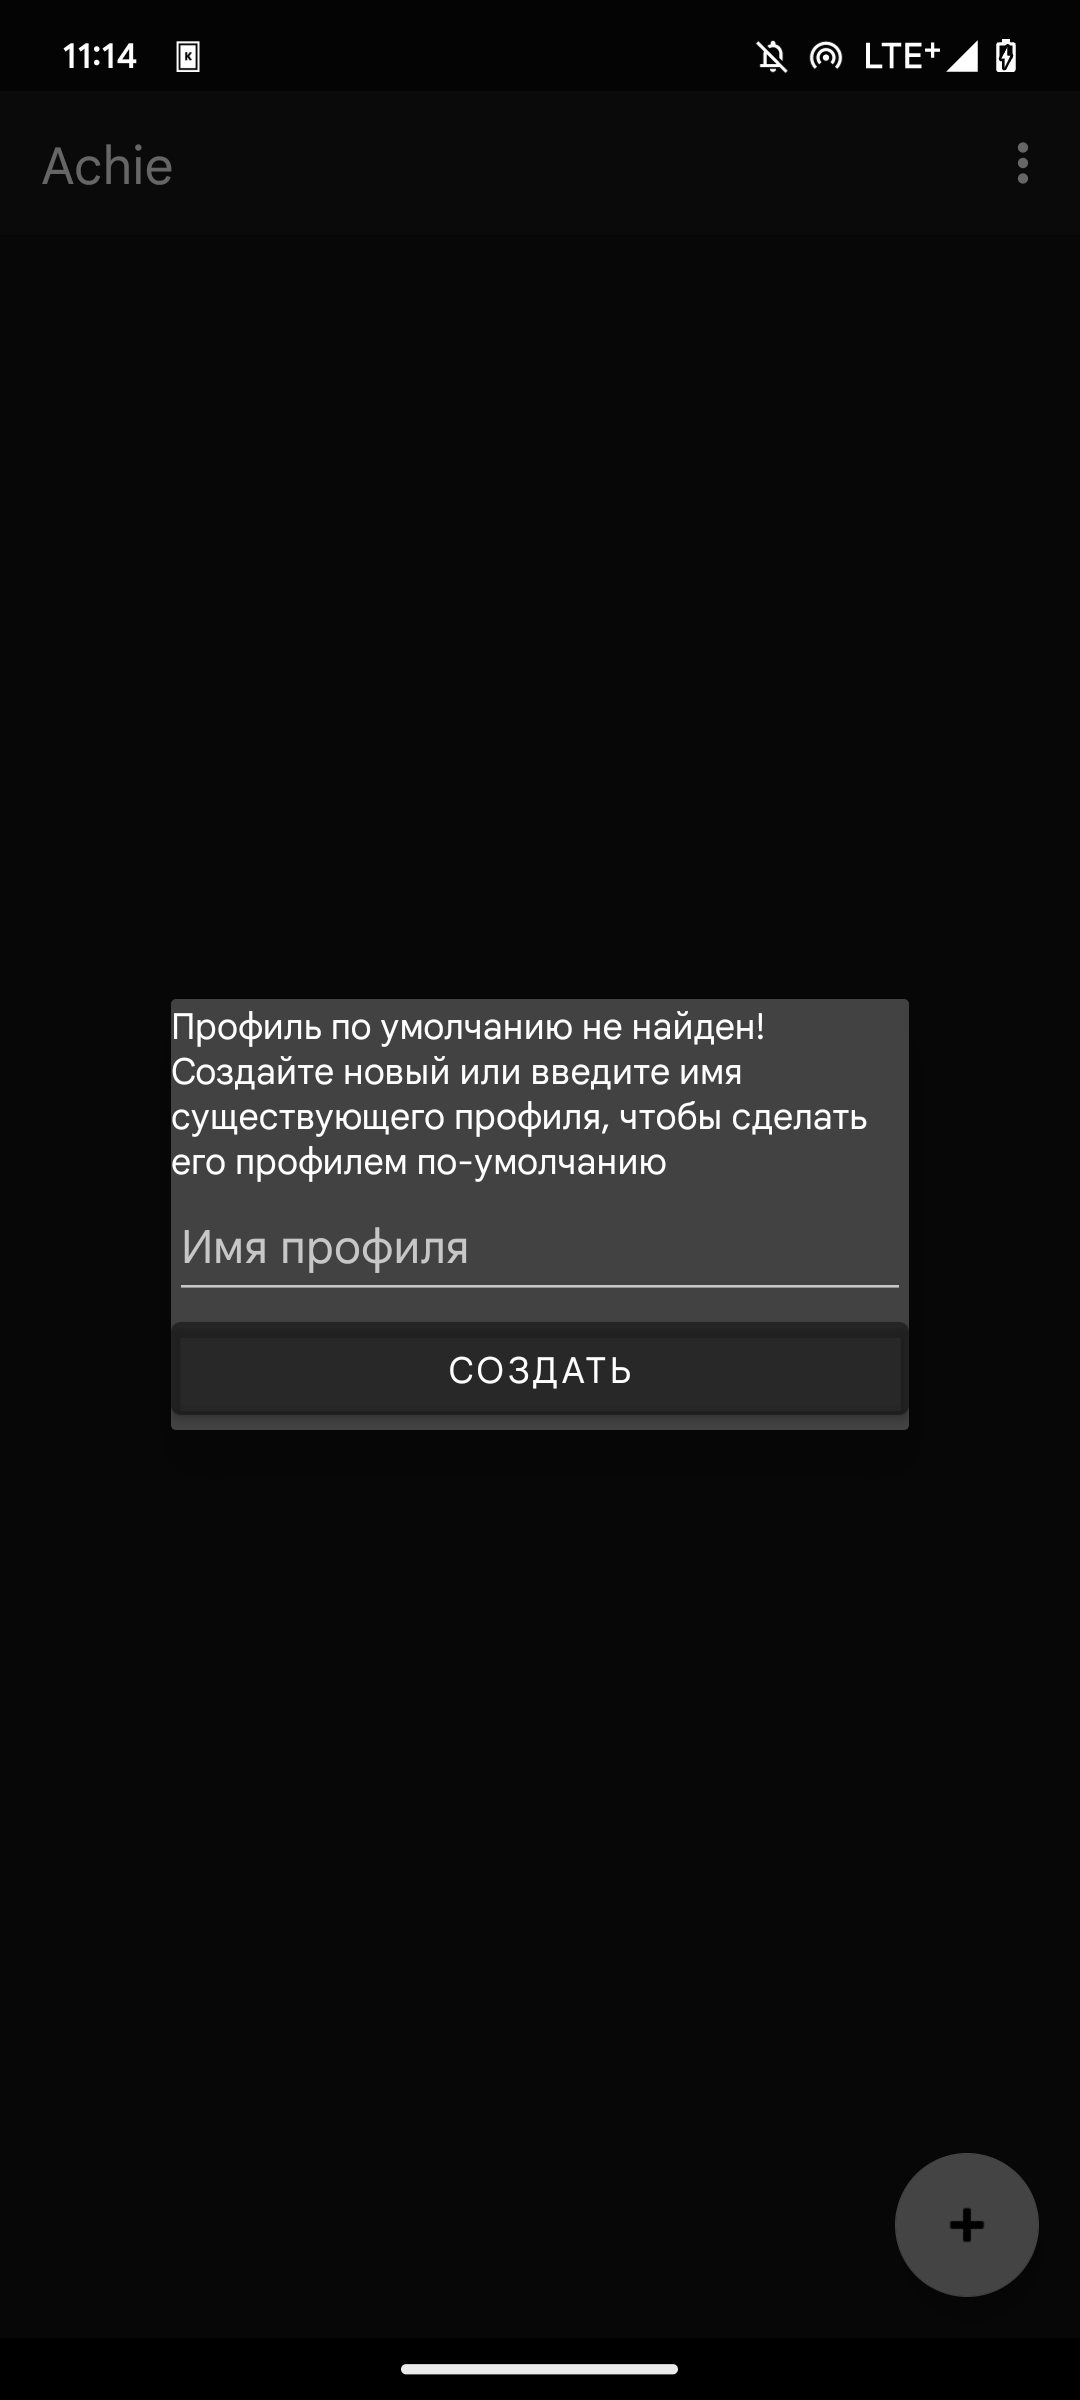 11:14
K
LTE+
Achie
Профиль по умолчанию не найден!
Создайте новый или введите имя
существующего профиля, чтобы сделать
его профилем по-умолчанию
Имя профиля
СОЗДАТЬ